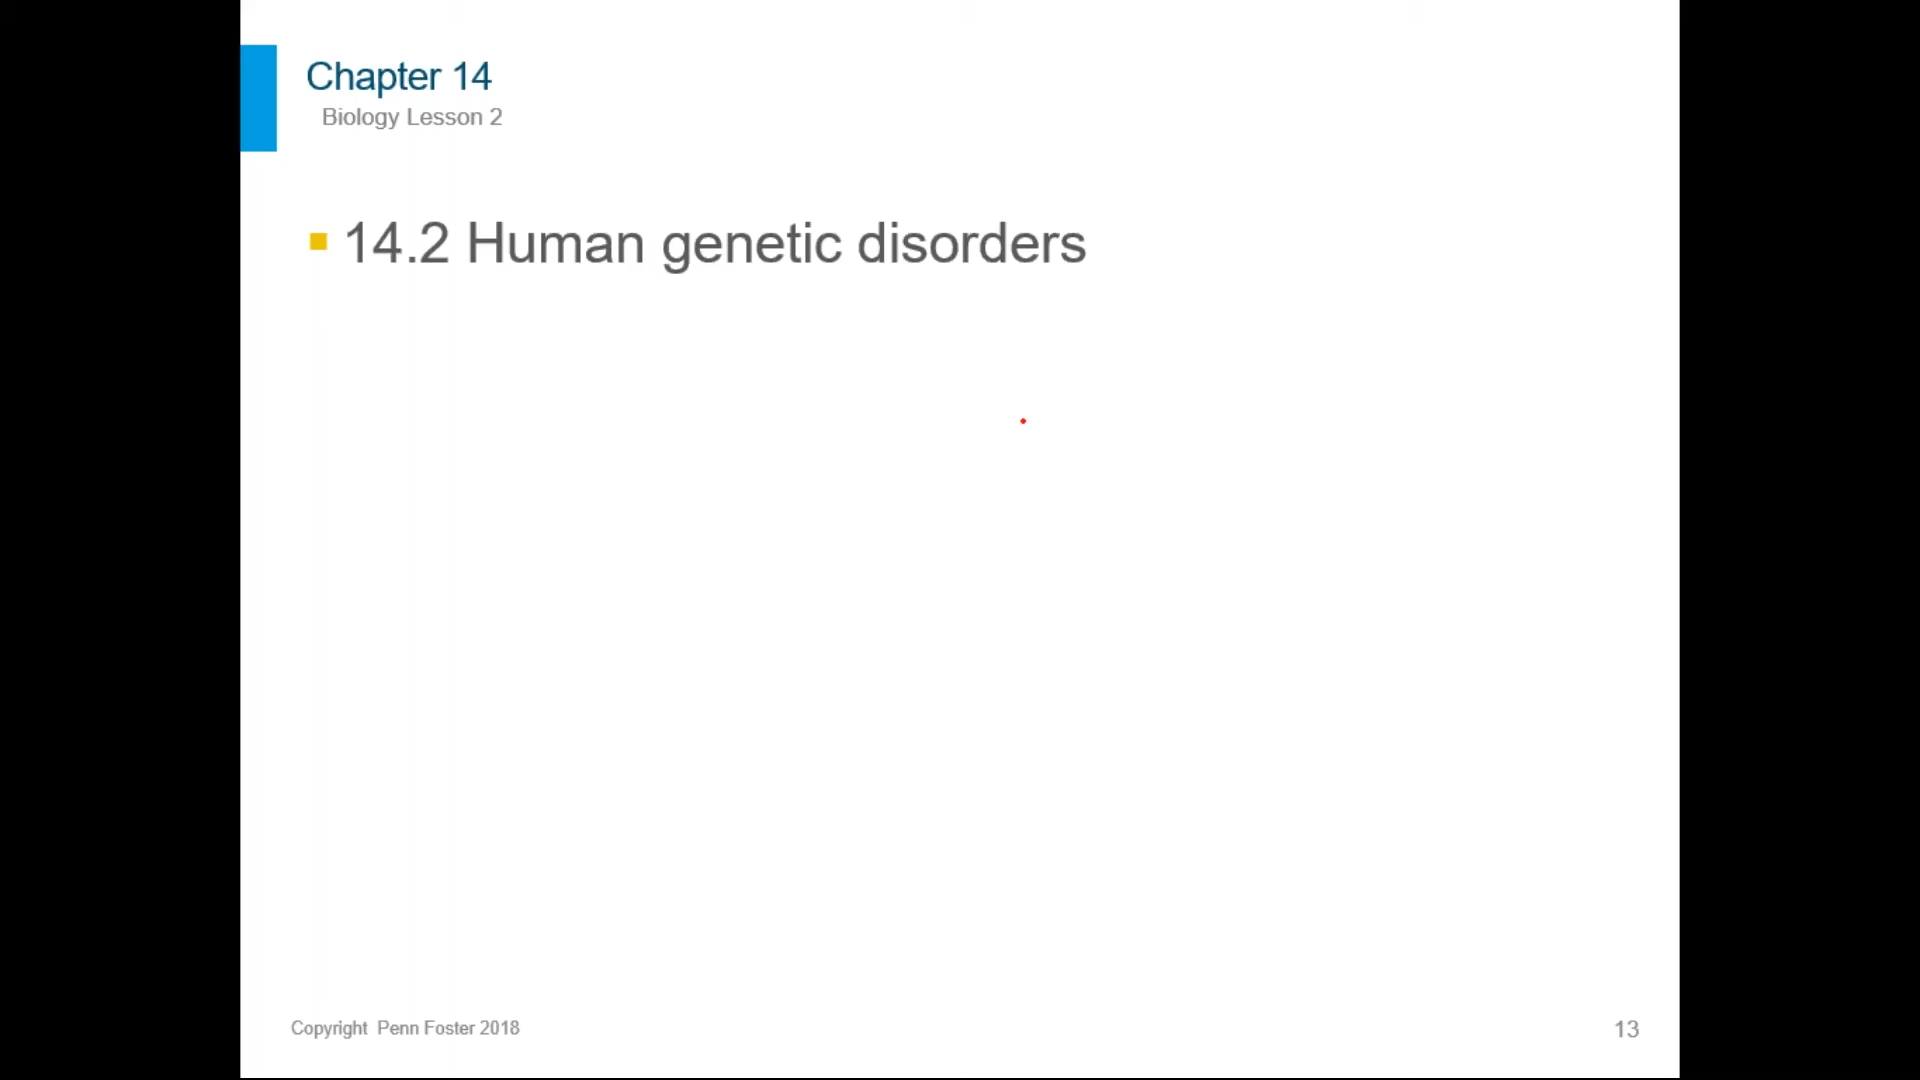 Chapter 14
Biology Lesson 2
14.2 Human genetic disorders
Copyright Penn Foster 2018
13